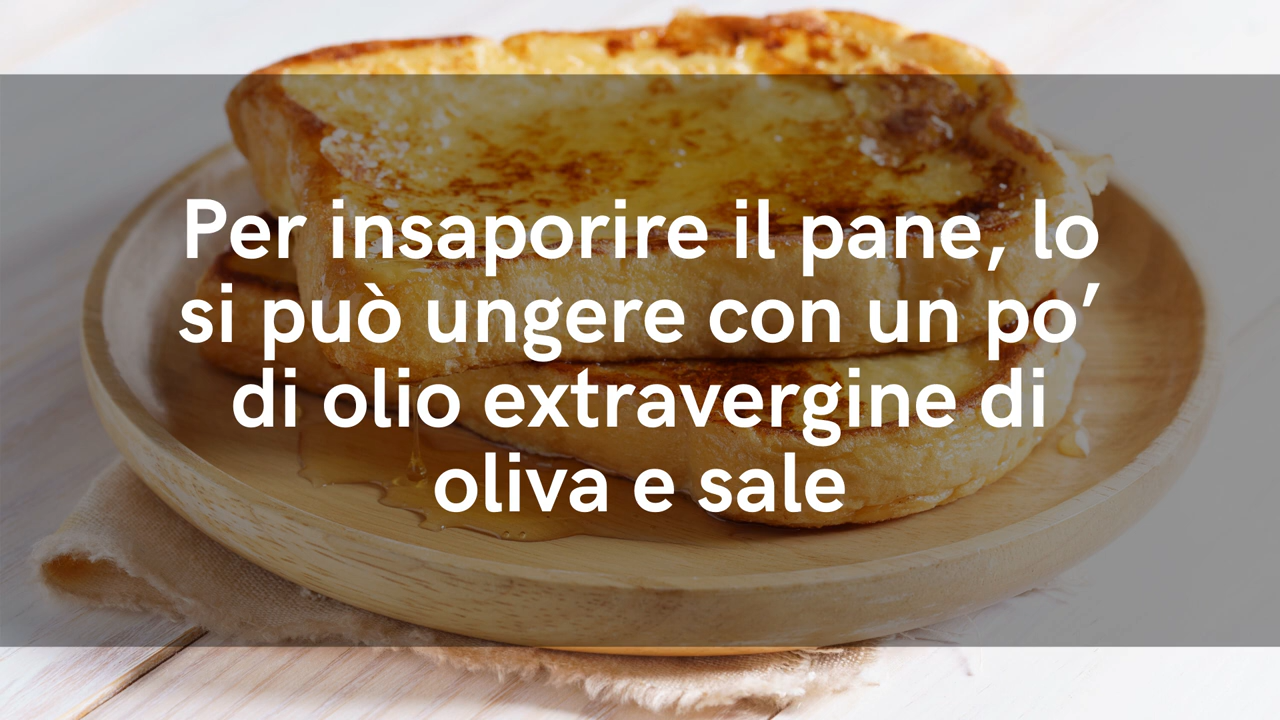 Per insaporire il pane, lo
si può ungere con un po’
di olio extravergine di
oliva e sale